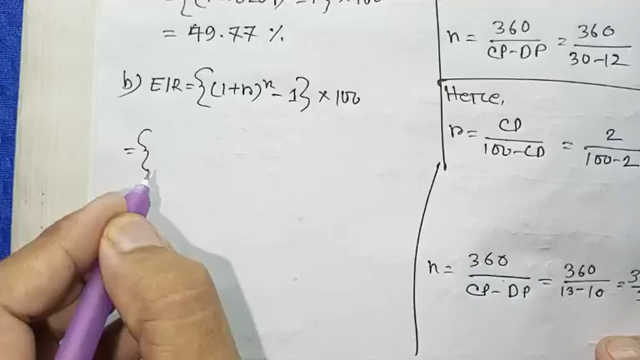 = 49.77 %
b) EIR = {(1+r)^n - 1} × 100
= {
n = 360/(CP-DP) = 360/(30-12)
Here,
r = CD/(100-CD) = 2/(100-2)
n = 360/(CP-DP) = 360/(13-10) =